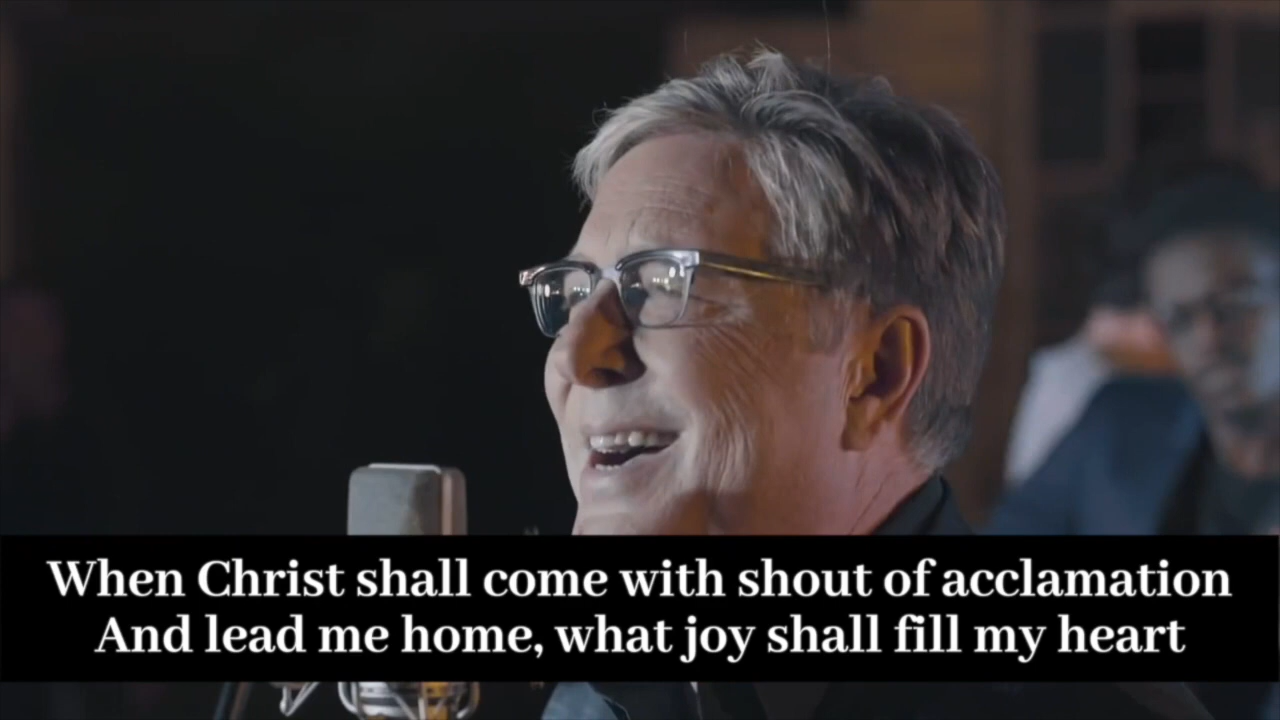 When Christ shall come with shout of acclamation
And lead me home, what joy shall fill my heart